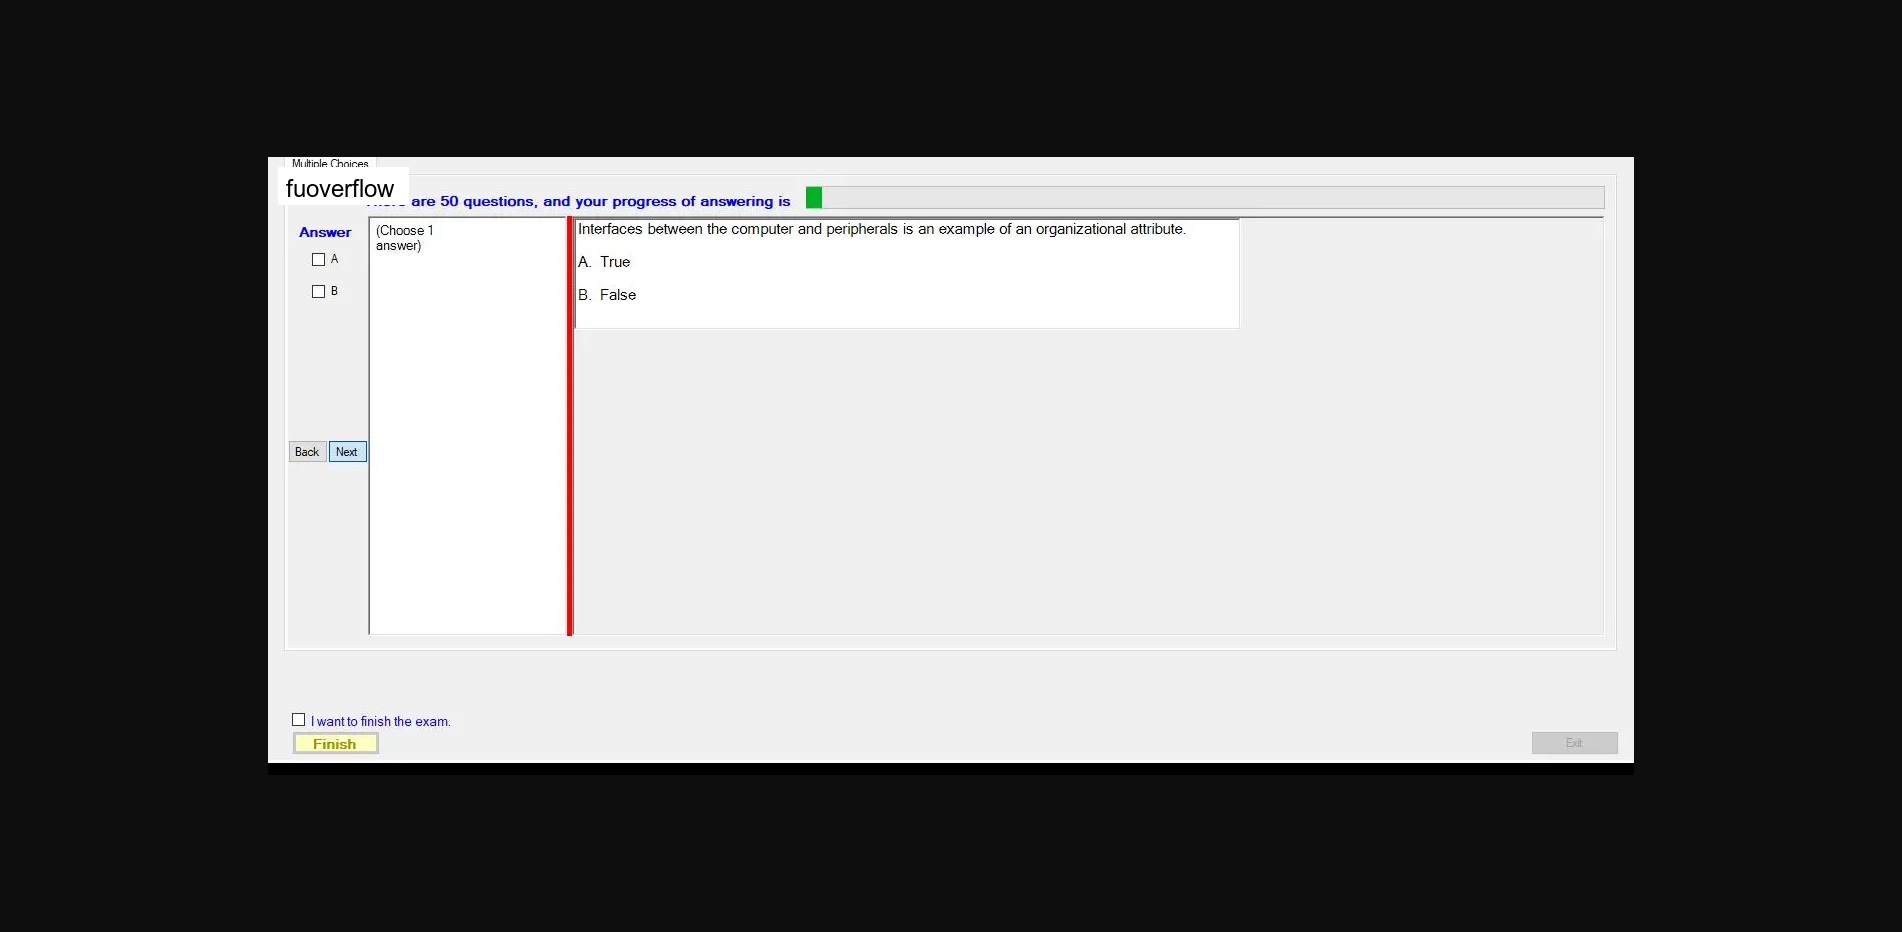 Multiple Choices
fuoverflow
are 50 questions, and your progress of answering is
Answer
A
B
(Choose 1
answer)
Interfaces between the computer and peripherals is an example of an organizational attribute.
A. True
B. False
Back Next
I want to finish the exam.
Finish
Exit